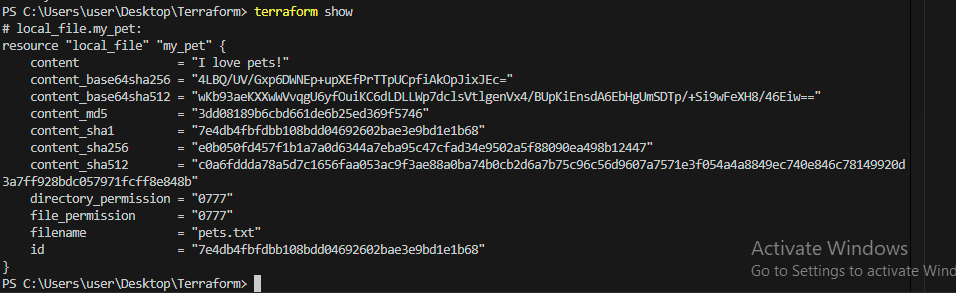 PS C:\Users\user\Desktop\Terraform> terraform show
# local_file.my_pet:
resource "local_file" "my_pet" {
    content              = "I love pets!"
    content_base64sha256 = "4LBQ/UV/Gxp6DWNEp+upXEfPrTTpUCpfiAkOpJixJEc="
    content_base64sha512 = "wKb93aeKXXwWVvqgU6yfOuiKC6dLDLLWp7dclsVtlgenVx4/BUpKiEnsdA6EbHgUmSDTp/+Si9wFeXH8/46Eiw=="
    content_md5          = "3dd08189b6cbd661de6b25ed369f5746"
    content_sha1         = "7e4db4fbfdbb108bdd04692602bae3e9bd1e1b68"
    content_sha256       = "e0b050fd457f1b1a7a0d6344a7eba95c47cfad34e9502a5f88090ea498b12447"
    content_sha512       = "c0a6fddda78a5d7c1656faa053ac9f3ae88a0ba74b0cb2d6a7b75c96c56d9607a7571e3f054a4a8849ec740e846c78149920d
3a7ff928bdc057971fcff8e848b"
    directory_permission = "0777"
    file_permission      = "0777"
    filename             = "pets.txt"
    id                   = "7e4db4fbfdbb108bdd04692602bae3e9bd1e1b68"
}
PS C:\Users\user\Desktop\Terraform>
Activate Windows
Go to Settings to activate Wind